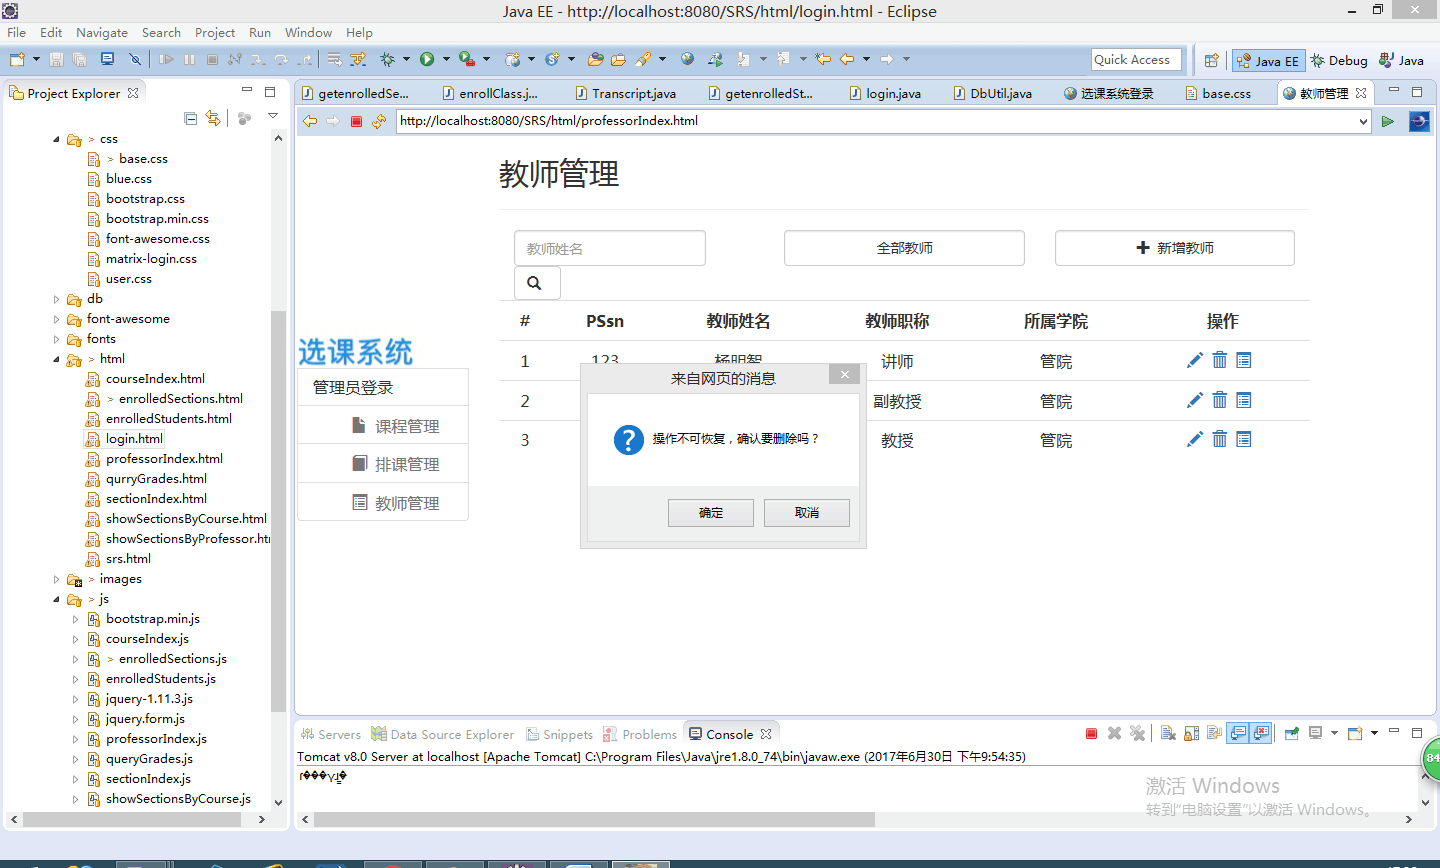 Java EE - http://localhost:8080/SRS/html/login.html - Eclipse
File Edit Navigate Search Project Run Window Help
Quick Access Java EE Debug Java
Project Explorer
getenrolledSe... enrollClass.j... Transcript.java getenrolledSt... login.java DbUtil.java 选课系统登录 base.css 教师管理
http://localhost:8080/SRS/html/professorIndex.html
> css
> base.css
blue.css
bootstrap.css
bootstrap.min.css
font-awesome.css
matrix-login.css
user.css
db
font-awesome
fonts
> html
courseIndex.html
> enrolledSections.html
enrolledStudents.html
login.html
professorIndex.html
qurryGrades.html
sectionIndex.html
showSectionsByCourse.html
showSectionsByProfessor.htr
srs.html
> images
> js
bootstrap.min.js
courseIndex.js
> enrolledSections.js
enrolledStudents.js
jquery-1.11.3.js
jquery.form.js
professorIndex.js
queryGrades.js
sectionIndex.js
showSectionsByCourse.js
教师管理
教师姓名 全部教师 新增教师
# PSsn 教师姓名 教师职称 所属学院 操作
1 123 杨明智 讲师 管院
2 副教授 管院
3 教授 管院
选课系统
管理员登录
课程管理
排课管理
教师管理
来自网页的消息
操作不可恢复，确认要删除吗？
确定 取消
Servers Data Source Explorer Snippets Problems Console
Tomcat v8.0 Server at localhost [Apache Tomcat] C:\Program Files\Java\jre1.8.0_74\bin\javaw.exe (2017年6月30日 下午9:54:35)
84
激活 Windows
转到"电脑设置"以激活 Windows。